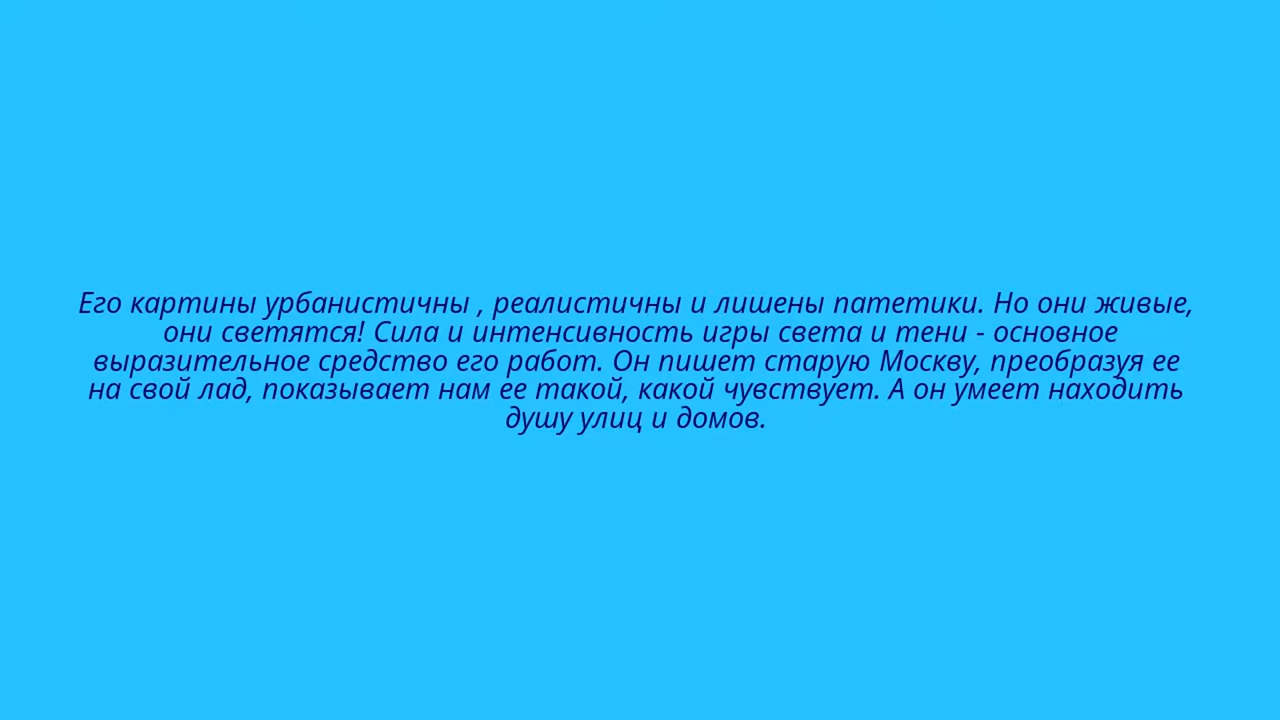 Его картины урбанистичны , реалистичны и лишены патетики. Но они живые,
они светятся! Сила и интенсивность игры света и тени - основное
выразительное средство его работ. Он пишет старую Москву, преобразуя ее
на свой лад, показывает нам ее такой, какой чувствует. А он умеет находить
душу улиц и домов.